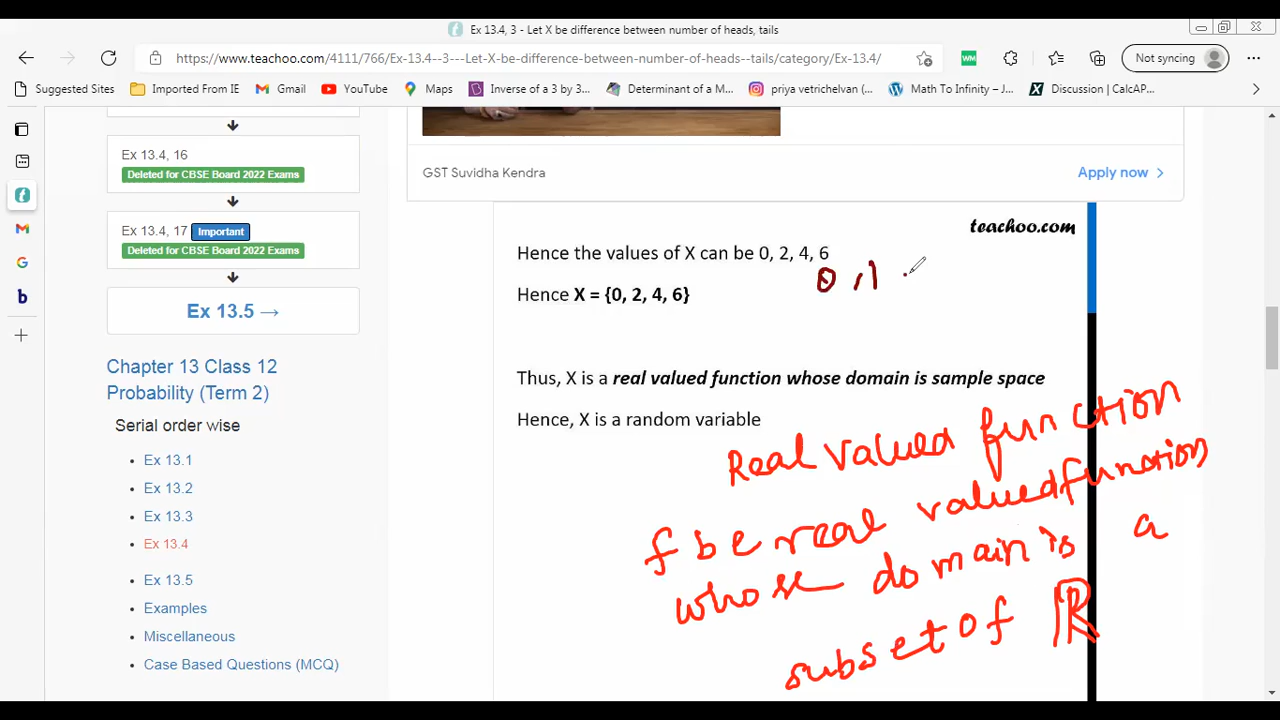 Ex 13.4, 3 - Let X be difference between number of heads, tails
https://www.teachoo.com/4111/766/Ex-13.4--3---Let-X-be-difference-between-number-of-heads--tails/category/Ex-13.4/
Not syncing
Suggested Sites Imported From IE Gmail YouTube Maps Inverse of a 3 by 3... Determinant of a M... priya vetrichelvan (... Math To Infinity – J... Discussion | CalcAP...
Ex 13.4, 16
Deleted for CBSE Board 2022 Exams
Ex 13.4, 17 Important
Deleted for CBSE Board 2022 Exams
Ex 13.5 →
Chapter 13 Class 12
Probability (Term 2)
Serial order wise
Ex 13.1
Ex 13.2
Ex 13.3
Ex 13.4
Ex 13.5
Examples
Miscellaneous
Case Based Questions (MCQ)
GST Suvidha Kendra
Apply now
teachoo.com
Hence the values of X can be 0, 2, 4, 6
0 , 1
Hence X = {0, 2, 4, 6}
Thus, X is a real valued function whose domain is sample space
Hence, X is a random variable
Real valued function
f be real valued function
whose domain is a
subset of ℝ